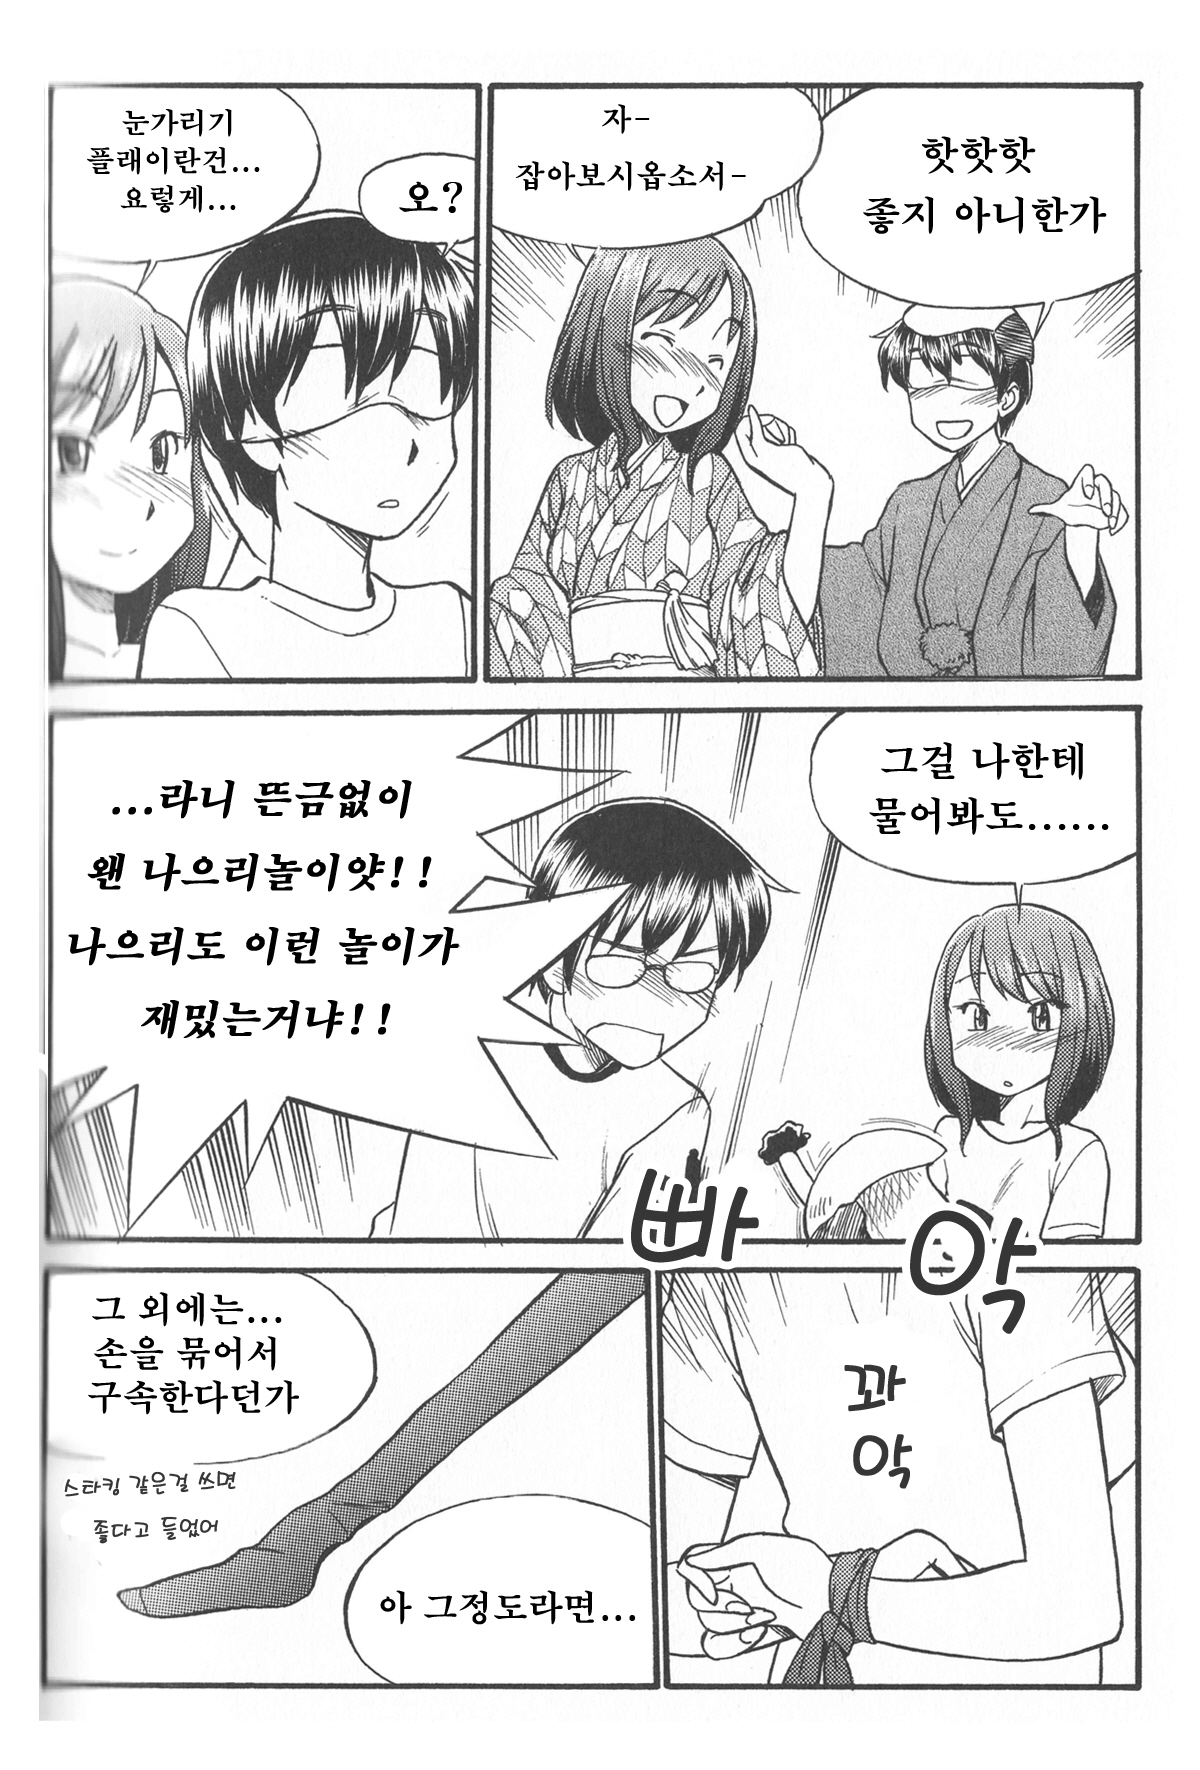 눈가리기
플래이란건...
요렇게...
오?
자-
잡아보시옵소서-
핫핫핫
좋지 아니한가
...라니 뜬금없이
왠 나으리놀이얏!!
나으리도 이런 놀이가
재밌는거냐!!
그걸 나한테
물어봐도......
빠악
그 외에는...
손을 묶어서
구속한다던가
스타킹 같은걸 쓰면
좋다고 들었어
아 그정도라면...
꽈
악